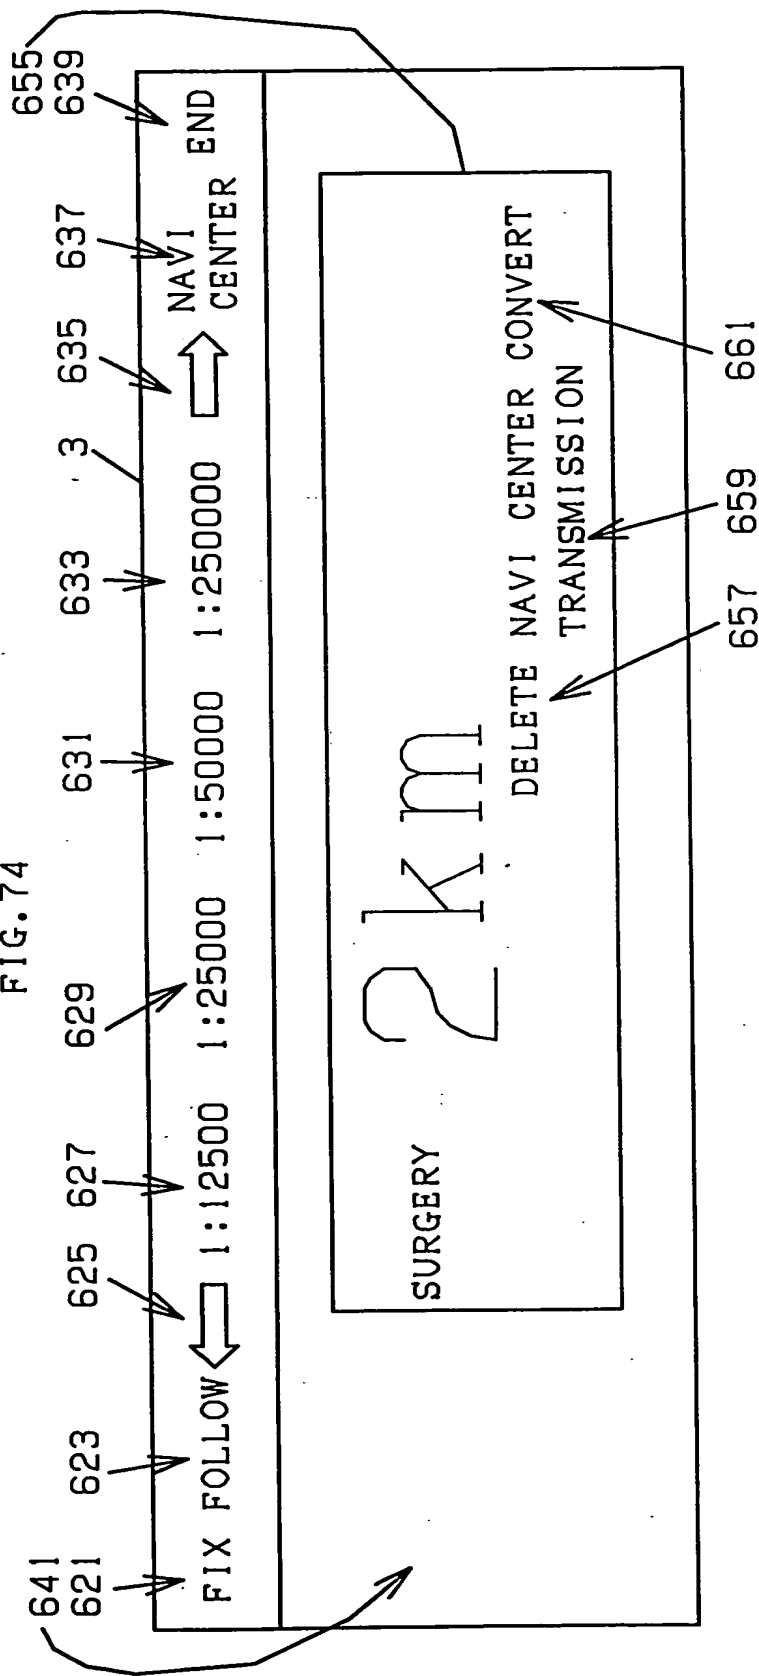 FIG.74
641 655
621 623 625 627 629 631 633 3 635 637 639
FIX FOLLOW 1:12500 1:25000 1:50000 1:250000 NAVI CENTER END
SURGERY 2km
DELETE NAVI CENTER CONVERT
TRANSMISSION
657 659 661